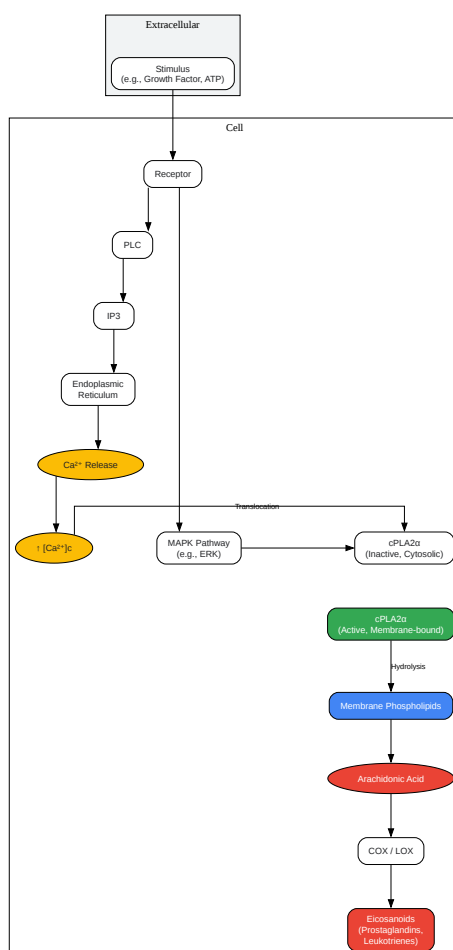 Extracellular
Stimulus
(e.g., Growth Factor, ATP)
Cell
Receptor
PLC
IP3
Endoplasmic
Reticulum
Ca²⁺ Release
Translocation
↑ [Ca²⁺]c
MAPK Pathway
(e.g., ERK)
cPLA2α
(Inactive, Cytosolic)
cPLA2α
(Active, Membrane-bound)
Hydrolysis
Membrane Phospholipids
Arachidonic Acid
COX / LOX
Eicosanoids
(Prostaglandins,
Leukotrienes)